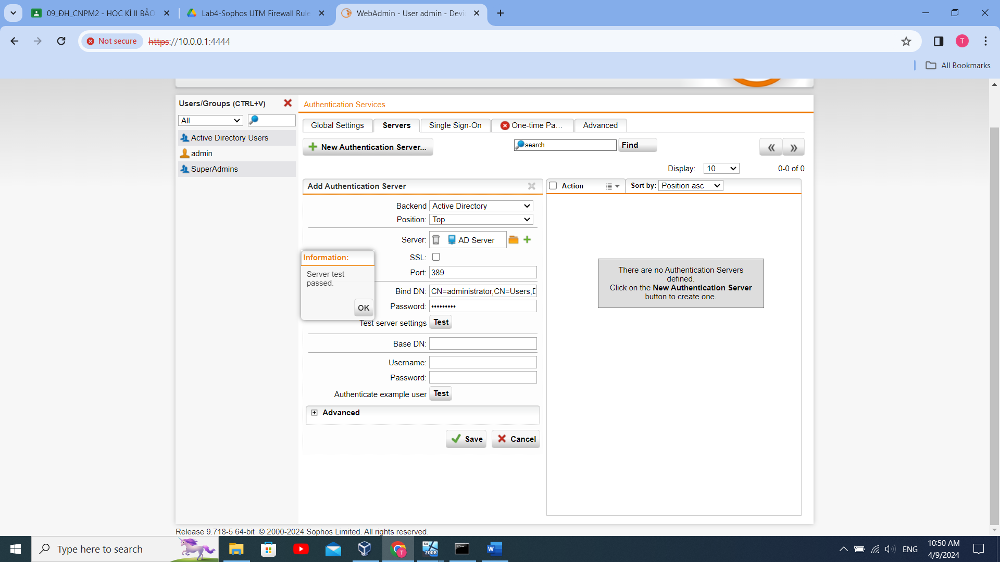 09_ĐH_CNPM2 - HỌC KÌ II BẢO
Lab4-Sophos UTM Firewall Rule
WebAdmin - User admin - Devi
Not secure
https://10.0.0.1:4444
T
All Bookmarks
Users/Groups (CTRL+V)
All
Active Directory Users
admin
SuperAdmins
Authentication Services
Global Settings
Servers
Single Sign-On
One-time Pa...
Advanced
New Authentication Server...
search
Find
Display:
10
0-0 of 0
Add Authentication Server
Action
Sort by:
Position asc
Backend
Active Directory
Position:
Top
Server:
AD Server
SSL:
Port:
389
Information:
Server test
passed.
OK
Bind DN:
CN=administrator,CN=Users,D
Password:
•••••••••
Test server settings
Test
Base DN:
Username:
Password:
Authenticate example user
Test
Advanced
Save
Cancel
There are no Authentication Servers
defined.
Click on the New Authentication Server
button to create one.
Release 9.718-5 64-bit © 2000-2024 Sophos Limited. All rights reserved.
Type here to search
T
64
2008
W
ENG
10:50 AM
4/9/2024